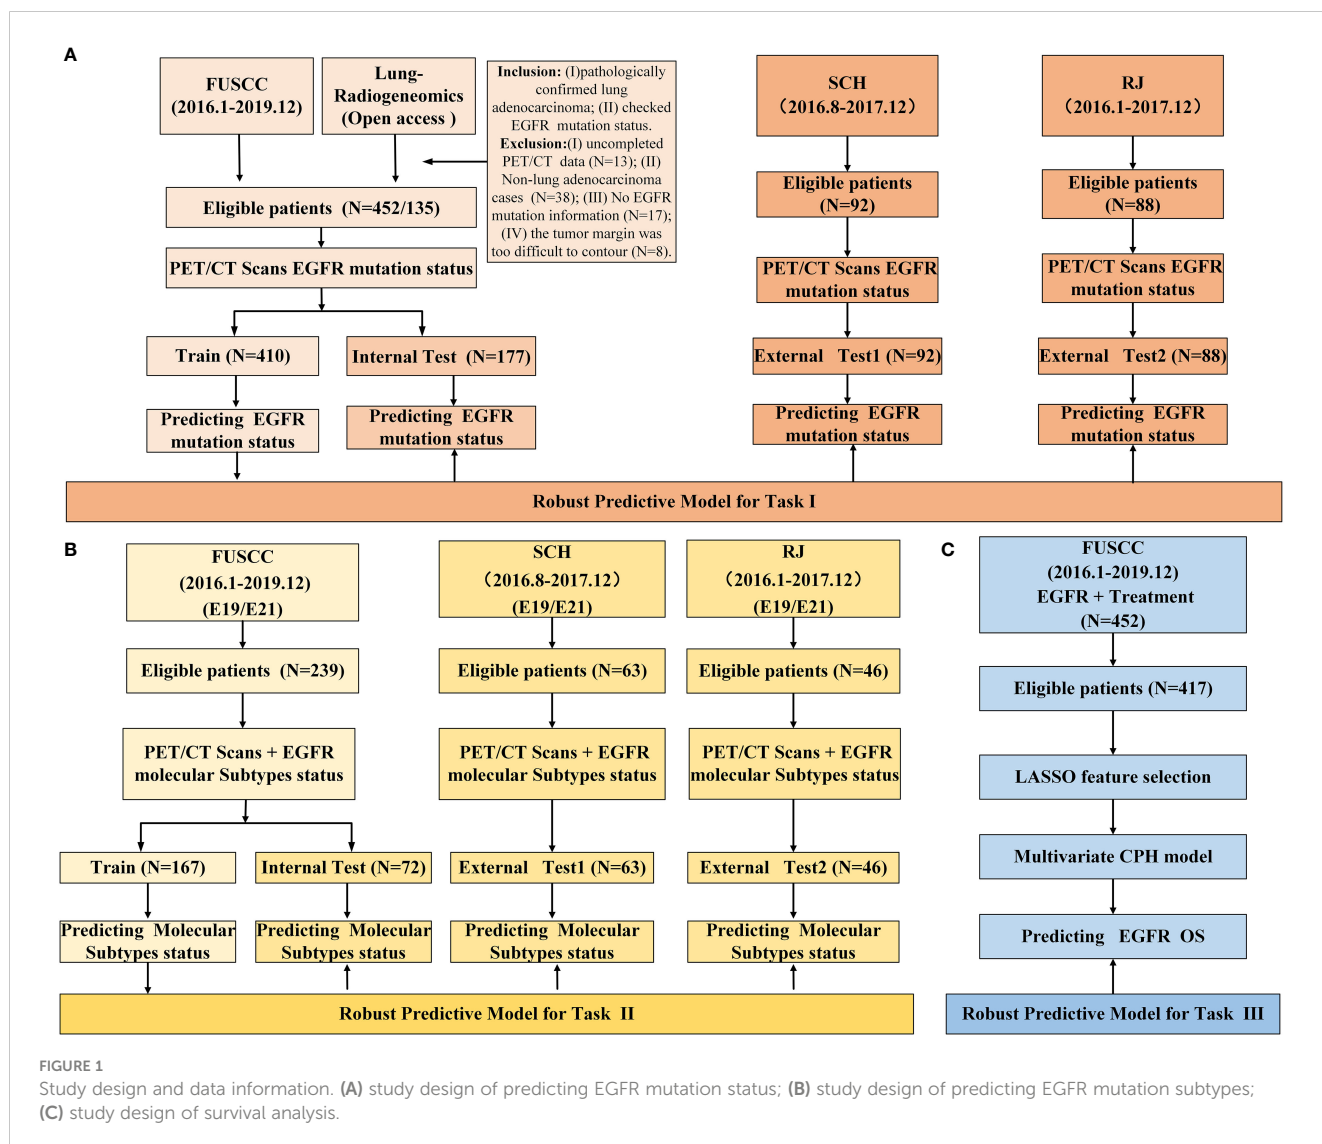 A
FUSCC
(2016.1-2019.12)
Lung-
Radiogeneomics
(Open access )
Inclusion: (I)pathologically
confirmed lung
adenocarcinoma; (II) checked
EGFR mutation status.
Exclusion:(I) uncompleted
PET/CT data (N=13); (II)
Non-lung adenocarcinoma
cases (N=38); (III) No EGFR
mutation information (N=17);
(IV) the tumor margin was
too difficult to contour (N=8).
Eligible patients (N=452/135)
PET/CT Scans EGFR mutation status
Train (N=410)
Internal Test (N=177)
Predicting EGFR
mutation status
Predicting EGFR
mutation status
SCH
（2016.8-2017.12）
Eligible patients
(N=92)
PET/CT Scans EGFR
mutation status
External Test1 (N=92)
Predicting EGFR
mutation status
RJ
（2016.1-2017.12）
Eligible patients
(N=88)
PET/CT Scans EGFR
mutation status
External Test2 (N=88)
Predicting EGFR
mutation status
Robust Predictive Model for Task I
B
FUSCC
(2016.1-2019.12)
(E19/E21)
Eligible patients (N=239)
PET/CT Scans + EGFR
molecular Subtypes status
Train (N=167)
Internal Test (N=72)
Predicting Molecular
Subtypes status
Predicting Molecular
Subtypes status
SCH
（2016.8-2017.12）
(E19/E21)
Eligible patients (N=63)
PET/CT Scans + EGFR
molecular Subtypes status
External Test1 (N=63)
Predicting Molecular
Subtypes status
RJ
（2016.1-2017.12）
(E19/E21)
Eligible patients (N=46)
PET/CT Scans + EGFR
molecular Subtypes status
External Test2 (N=46)
Predicting Molecular
Subtypes status
Robust Predictive Model for Task II
C
FUSCC
(2016.1-2019.12)
EGFR + Treatment
(N=452)
Eligible patients (N=417)
LASSO feature selection
Multivariate CPH model
Predicting EGFR OS
Robust Predictive Model for Task III
FIGURE 1
Study design and data information. (A) study design of predicting EGFR mutation status; (B) study design of predicting EGFR mutation subtypes;
(C) study design of survival analysis.